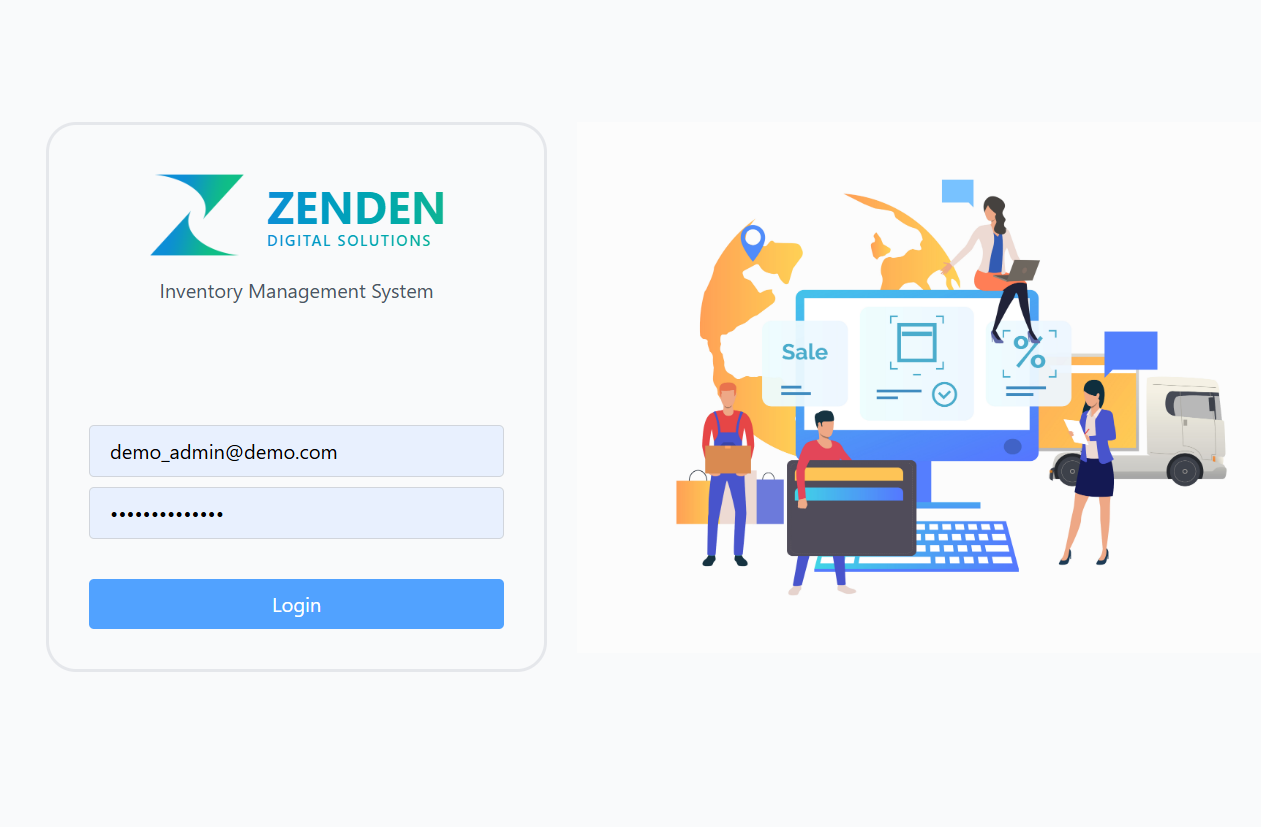 ZENDEN
DIGITAL SOLUTIONS
Inventory Management System
demo_admin@demo.com
••••••••••••••
Login
Sale
%